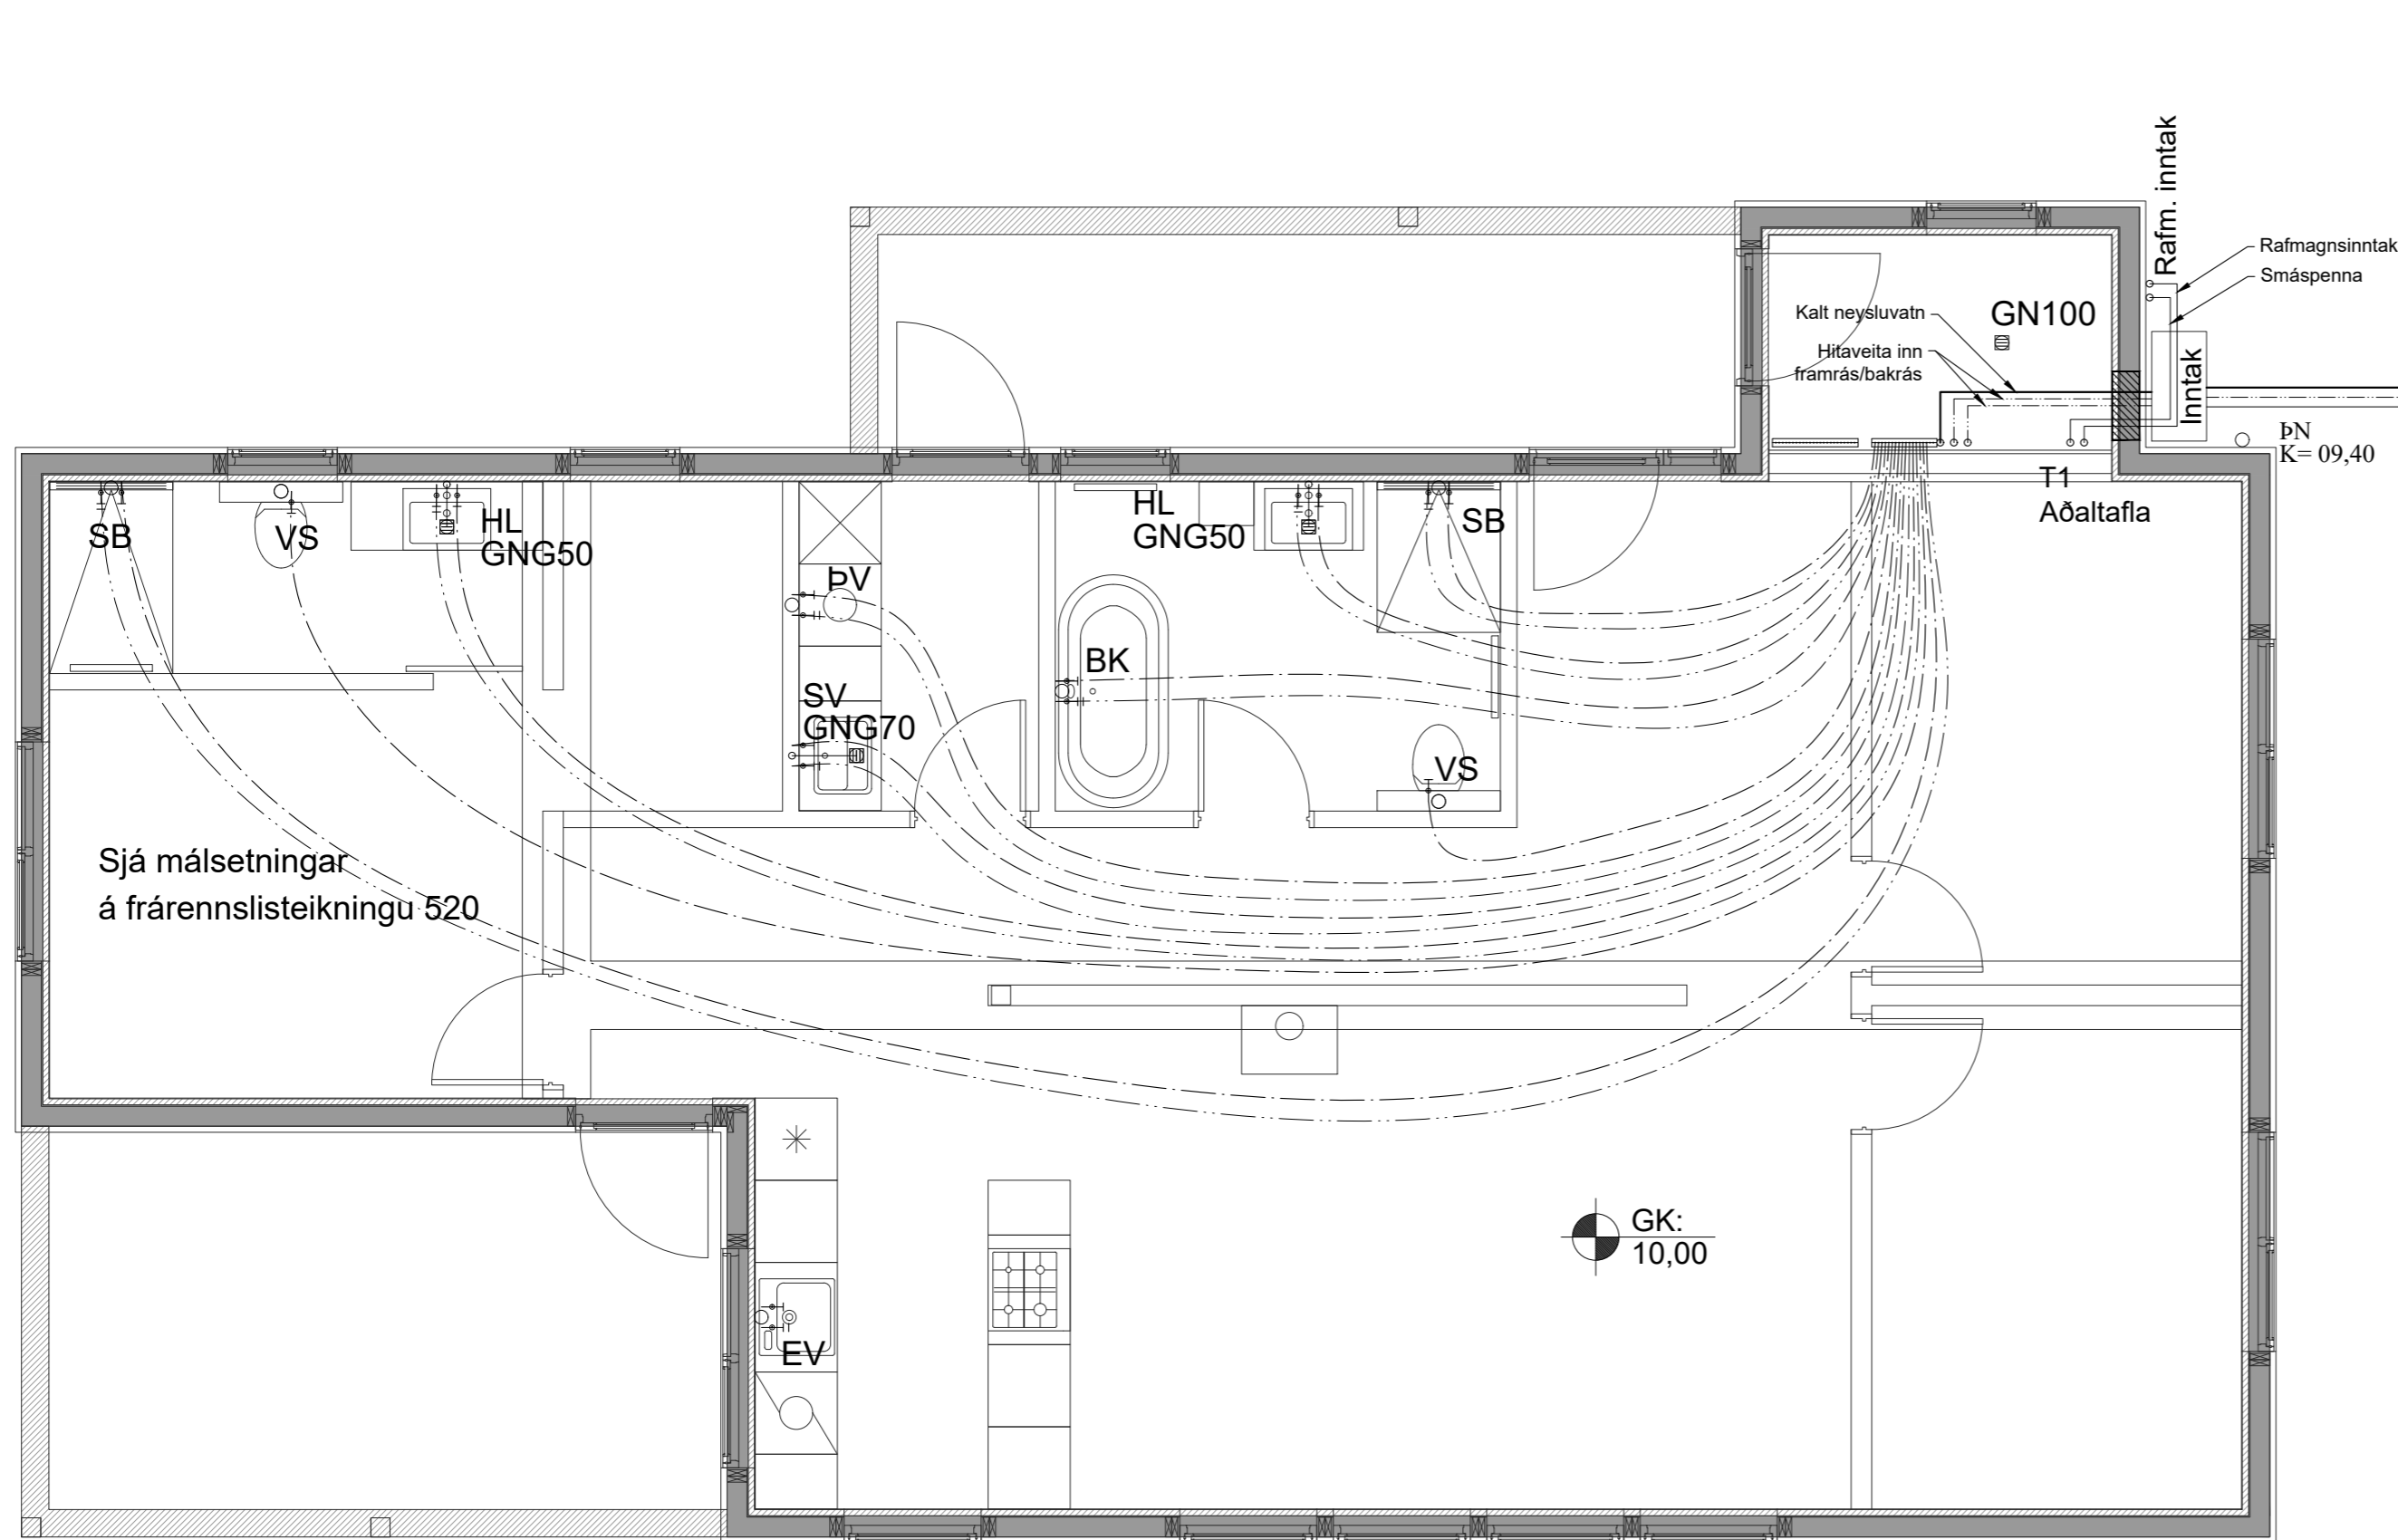 Rafm. inntak
Rafmagnsinntak
Smáspenna
Kalt neysluvatn
GN100
Hitaveita inn
framrás/bakrás
Inntak
ÞN
K= 09,40
T1
Aðaltafla
SB
VS
HL
GNG50
HL
GNG50
SB
ÞV
BK
SV
GNG70
VS
Sjá málsetningar
á frárennslisteikningu 520
GK:
10,00
EV